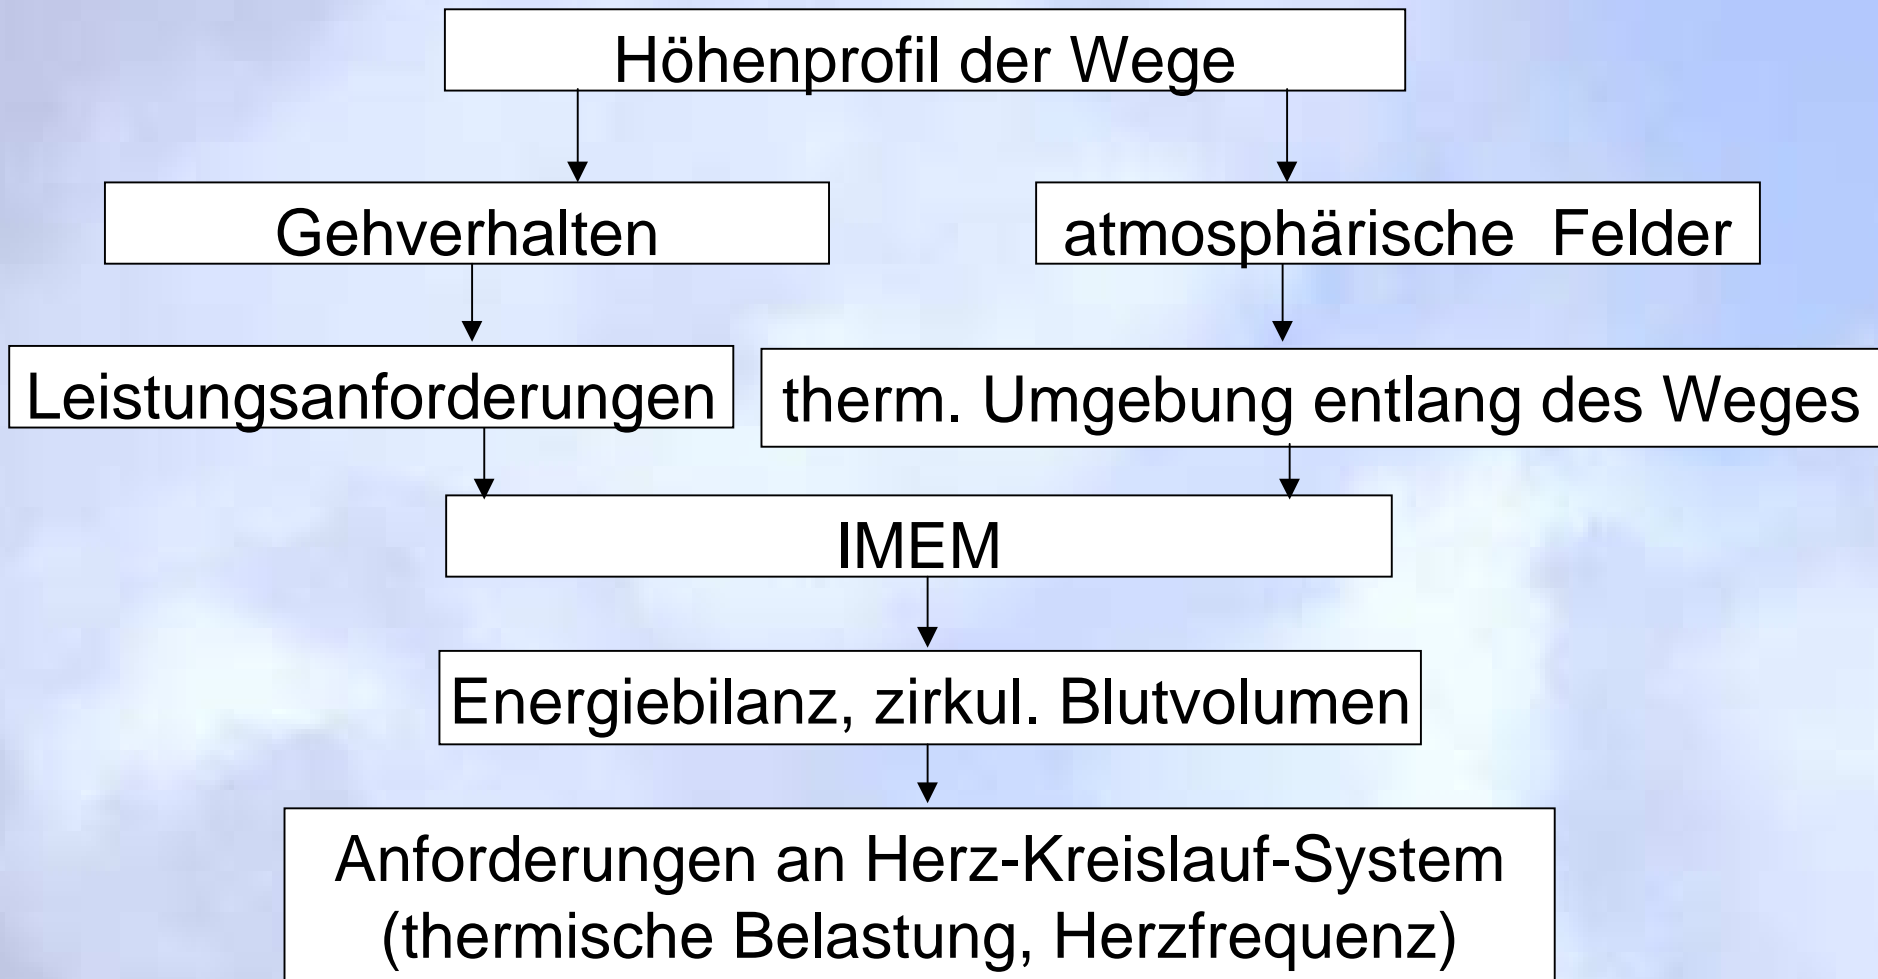 Höhenprofil der Wege
Gehverhalten
atmosphärische Felder
Leistungsanforderungen
therm. Umgebung entlang des Weges
IMEM
Energiebilanz, zirkul. Blutvolumen
Anforderungen an Herz-Kreislauf-System
(thermische Belastung, Herzfrequenz)